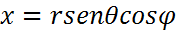 x = rsenθcosφ